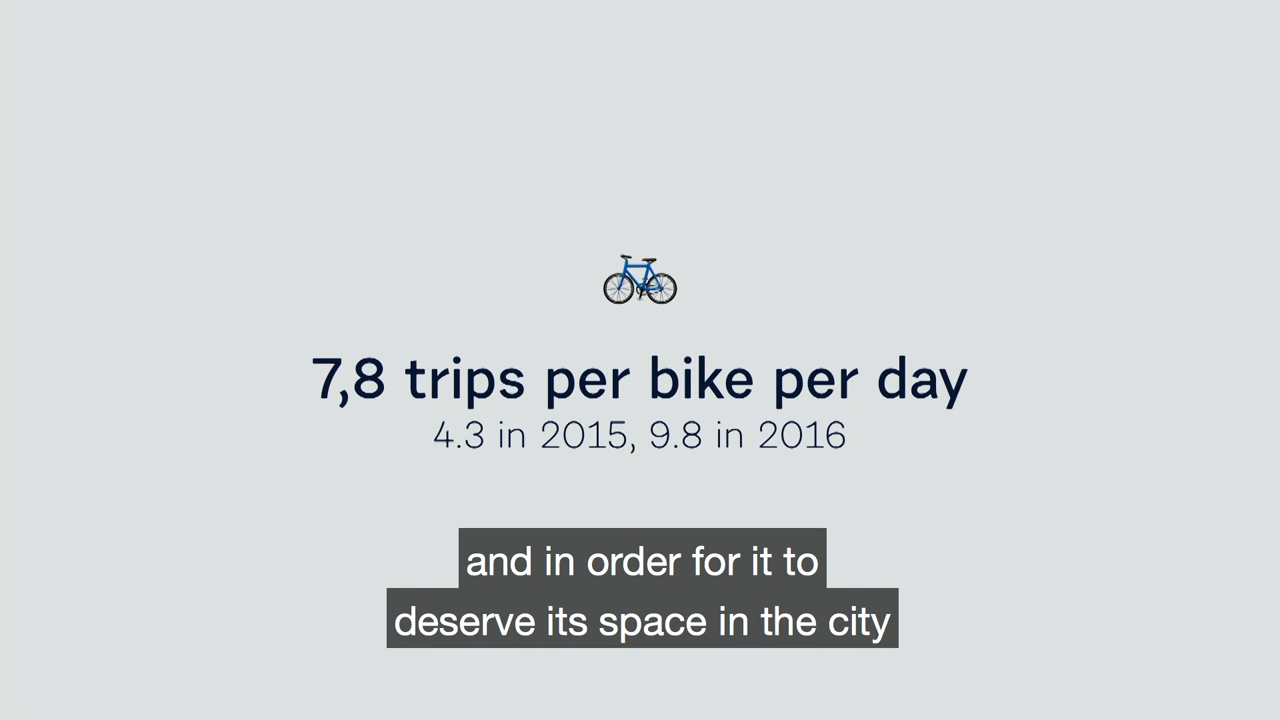 7,8 trips per bike per day
4.3 in 2015, 9.8 in 2016
and in order for it to
deserve its space in the city